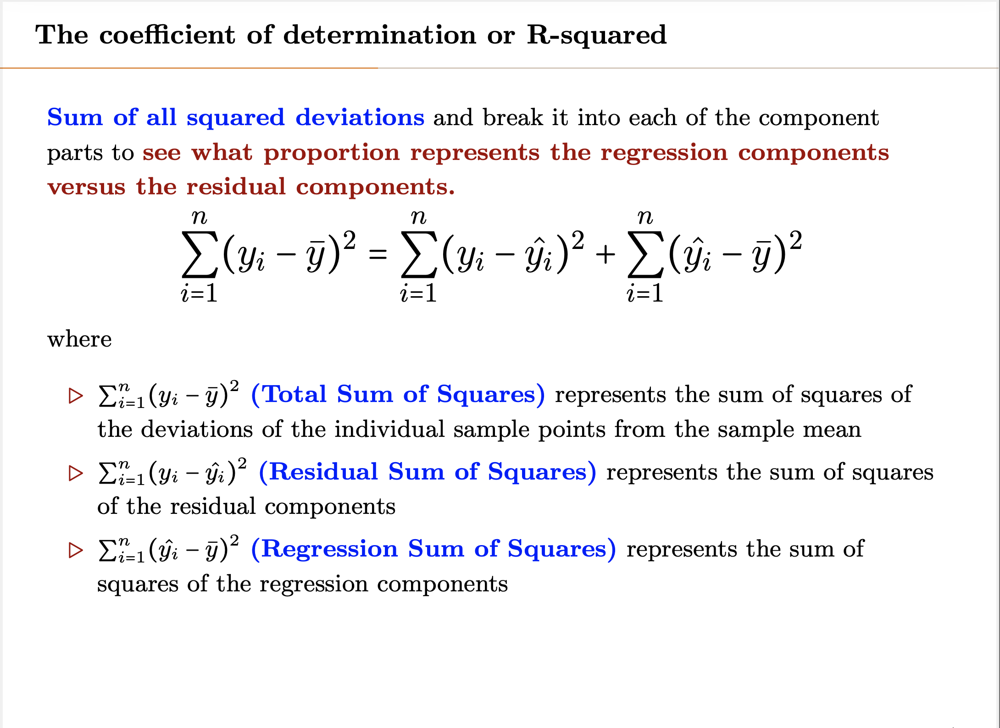 The coefficient of determination or R-squared
Sum of all squared deviations and break it into each of the component
parts to see what proportion represents the regression components
versus the residual components.
$$\sum_{i=1}^{n}(y_i - \bar{y})^2 = \sum_{i=1}^{n}(y_i - \hat{y}_i)^2 + \sum_{i=1}^{n}(\hat{y}_i - \bar{y})^2$$
where
▷ $\sum_{i=1}^{n}(y_i - \bar{y})^2$ (Total Sum of Squares) represents the sum of squares of
the deviations of the individual sample points from the sample mean
▷ $\sum_{i=1}^{n}(y_i - \hat{y}_i)^2$ (Residual Sum of Squares) represents the sum of squares
of the residual components
▷ $\sum_{i=1}^{n}(\hat{y}_i - \bar{y})^2$ (Regression Sum of Squares) represents the sum of
squares of the regression components